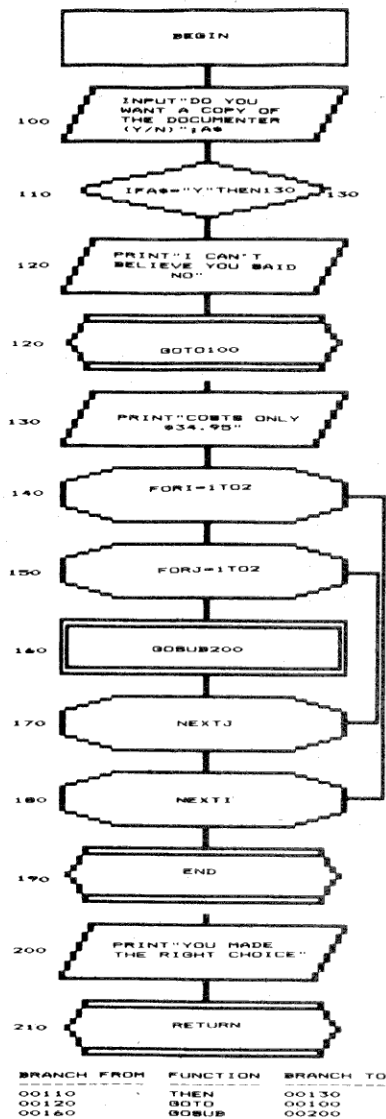 BEGIN
INPUT"DO YOU
WANT A COPY OF
100 THE DOCUMENTER
(Y/N)";A$
110 IFA$="Y"THEN130 130
PRINT"I CAN'T
120 BELIEVE YOU SAID
NO"
120 GOTO100
130 PRINT"COSTS ONLY
$34.95"
140 FORI=1TO2
150 FORJ=1TO2
160 GOSUB200
170 NEXTJ
180 NEXTI
190 END
200 PRINT"YOU MADE
THE RIGHT CHOICE"
210 RETURN
BRANCH FROM FUNCTION BRANCH TO
00110 THEN 00130
00120 GOTO 00100
00160 GOSUB 00200